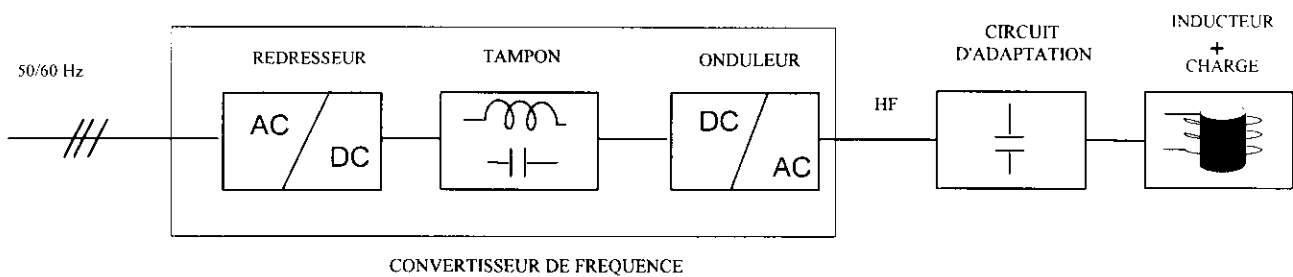 50/60 Hz
REDRESSEUR
TAMPON
ONDULEUR
CIRCUIT
D'ADAPTATION
INDUCTEUR
+
CHARGE
AC
DC
DC
AC
HF
CONVERTISSEUR DE FREQUENCE